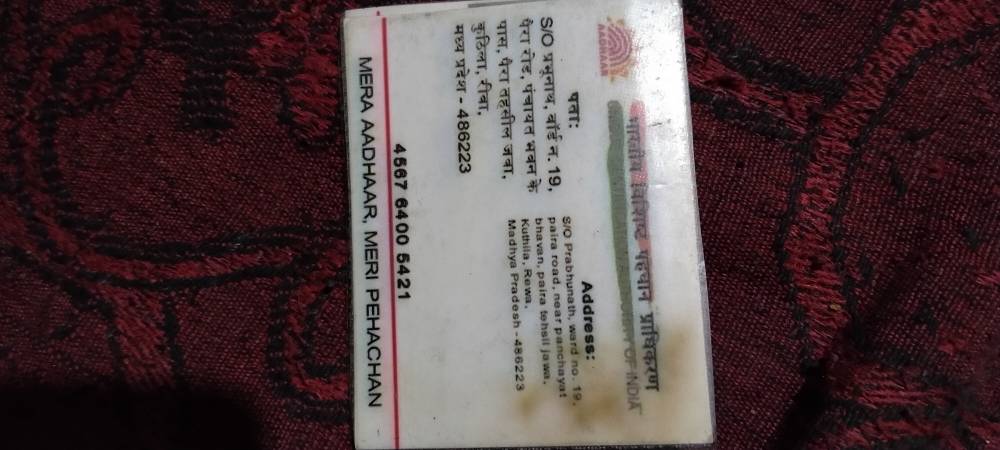 AADHAAR
भारतीय विशिष्ट पहचान प्राधिकरण
OF INDIA
पता:
S/O प्रभूनाथ, वॉर्ड न. 19,
पैरा रोड, पंचायत भवन के
पास, पैरा तहसील जवा,
कुठिला, रीवा,
मध्य प्रदेश - 486223
Address:
S/O Prabhunath, ward no. 19,
paira road, near panchayat
bhavan, paira tehsil jawa,
Kuthila, Rewa,
Madhya Pradesh - 486223
4567 6400 5421
MERA AADHAAR, MERI PEHACHAN